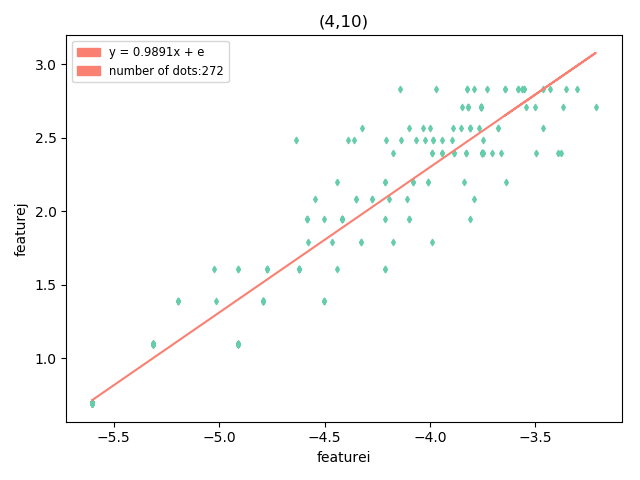 (4,10)
y = 0.9891x + e
number of dots:272
3.0
2.5
2.0
1.5
1.0
featurej
−5.5
−5.0
−4.5
−4.0
−3.5
featurei